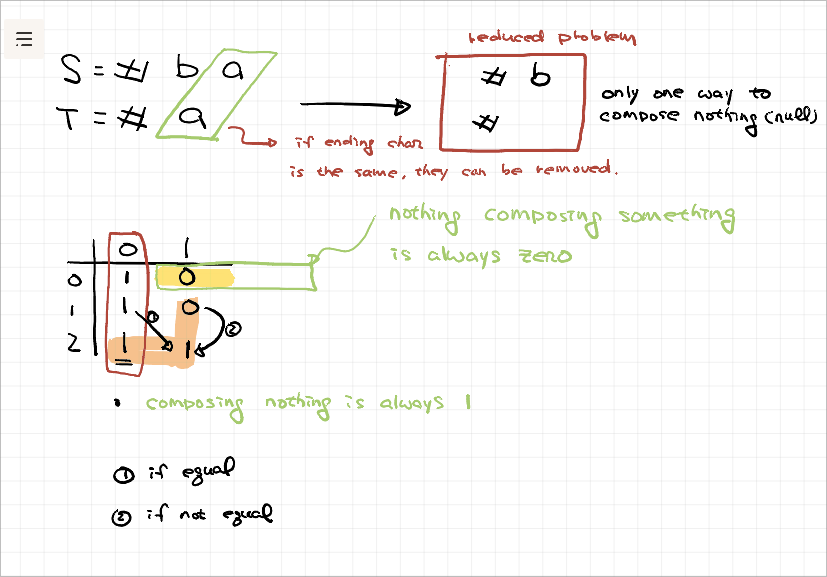 reduced problem
S = # b a
T = # a
# b
#
only one way to
compose nothing (null)
if ending char
is the same, they can be removed.
nothing composing something
is always zero
0 1
0 1 0
1 1 0
① ②
2 1 1
• composing nothing is always 1
① if equal
② if not equal